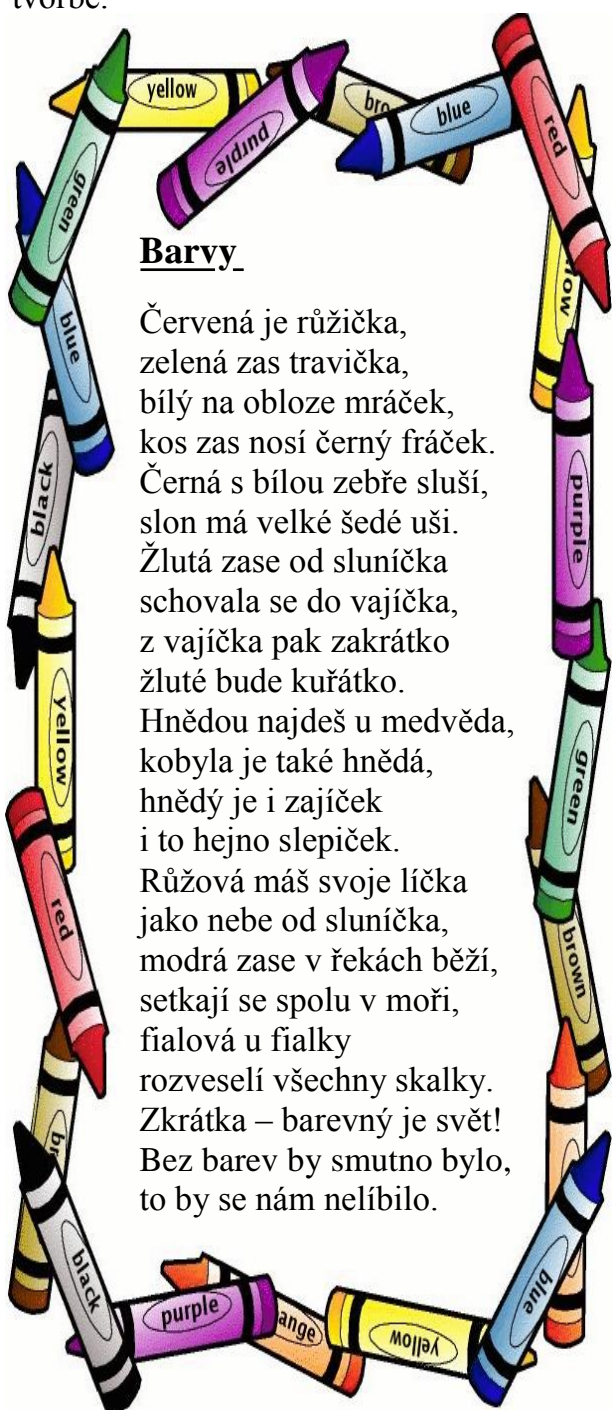 tvorbě.
yellow
purple
bro
blue
red
green
low
blue
black
purple
yellow
green
red
brown
br
black
purple
ange
yellow
blue
Barvy
Červená je růžička,
zelená zas travička,
bílý na obloze mráček,
kos zas nosí černý fráček.
Černá s bílou zebře sluší,
slon má velké šedé uši.
Žlutá zase od sluníčka
schovala se do vajíčka,
z vajíčka pak zakrátko
žluté bude kuřátko.
Hnědou najdeš u medvěda,
kobyla je také hnědá,
hnědý je i zajíček
i to hejno slepiček.
Růžová máš svoje líčka
jako nebe od sluníčka,
modrá zase v řekách běží,
setkají se spolu v moři,
fialová u fialky
rozveselí všechny skalky.
Zkrátka – barevný je svět!
Bez barev by smutno bylo,
to by se nám nelíbilo.